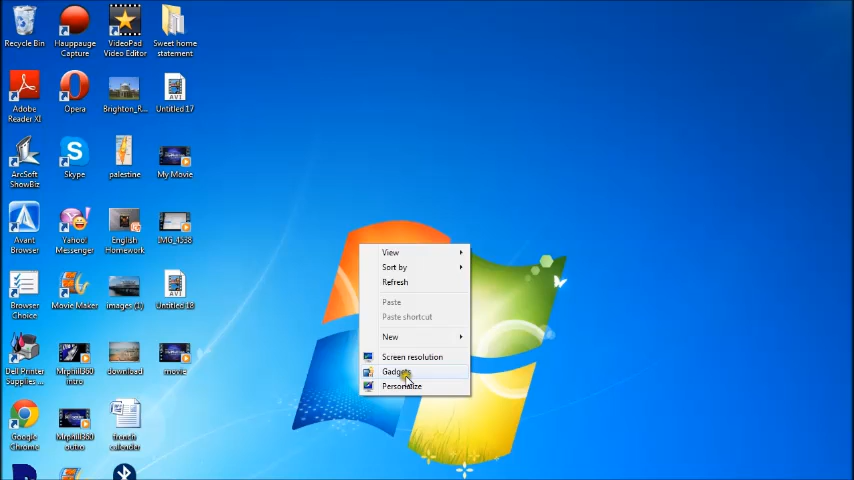 Recycle Bin
Hauppauge
Capture
VideoPad
Video Editor
Sweet home
statement
Adobe
Reader XI
Opera
Brighton_R...
AVI
Untitled 17
ArcSoft
ShowBiz
Skype
palestine
My Movie
Avant
Browser
Yahoo!
Messenger
English
Homework
IMG_4338
Browser
Choice
Movie Maker
images (1)
AVI
Untitled 18
Dell Printer
Supplies ...
Mrphill360
intro
download
movie
Google
Chrome
Mrphill360
outro
french
callender
View
Sort by
Refresh
Paste
Paste shortcut
New
Screen resolution
Gadgets
Personalize